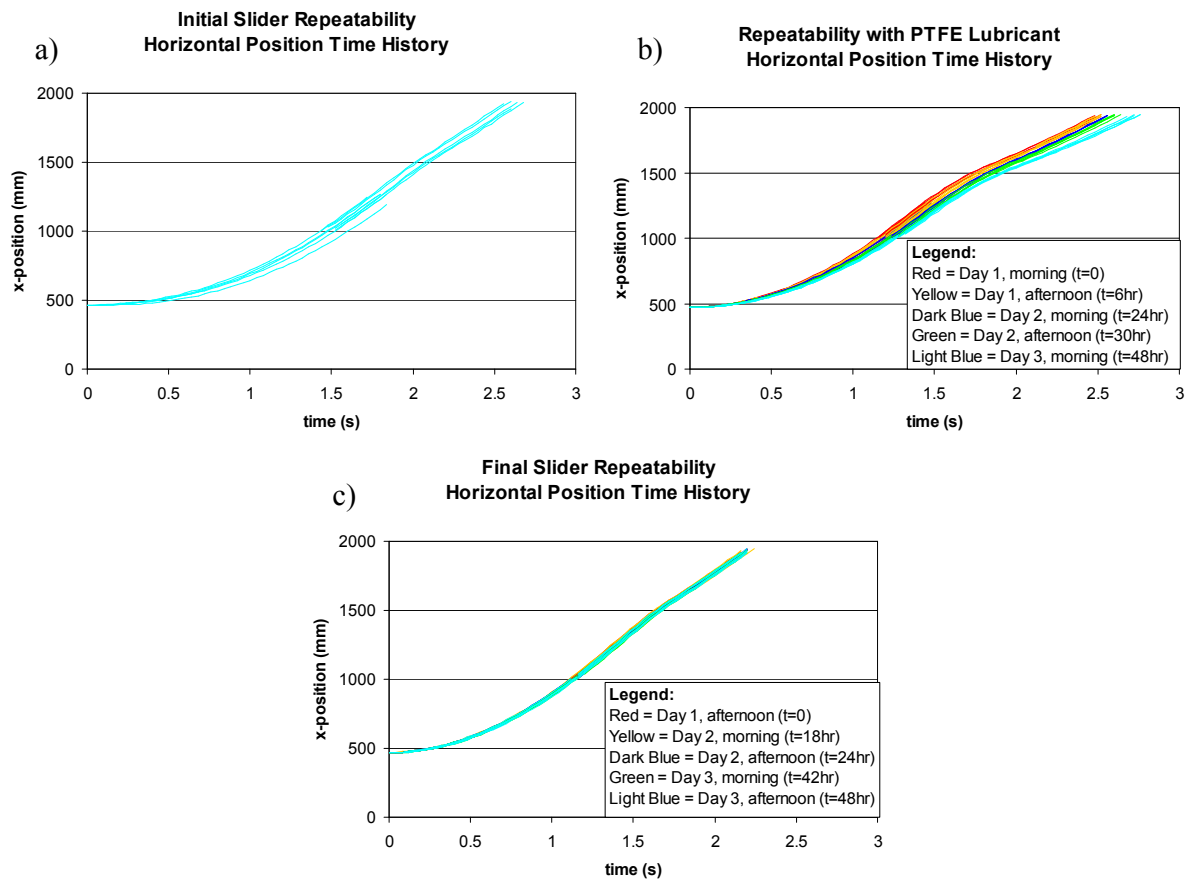 a)
Initial Slider Repeatability
Horizontal Position Time History
x-position (mm)
2000
1500
1000
500
0
0 0.5 1 1.5 2 2.5 3
time (s)
b)
Repeatability with PTFE Lubricant
Horizontal Position Time History
x-position (mm)
2000
1500
1000
500
0
Legend:
Red = Day 1, morning (t=0)
Yellow = Day 1, afternoon (t=6hr)
Dark Blue = Day 2, morning (t=24hr)
Green = Day 2, afternoon (t=30hr)
Light Blue = Day 3, morning (t=48hr)
0 0.5 1 1.5 2 2.5 3
time (s)
c)
Final Slider Repeatability
Horizontal Position Time History
x-position (mm)
2000
1500
1000
500
0
Legend:
Red = Day 1, afternoon (t=0)
Yellow = Day 2, morning (t=18hr)
Dark Blue = Day 2, afternoon (t=24hr)
Green = Day 3, morning (t=42hr)
Light Blue = Day 3, afternoon (t=48hr)
0 0.5 1 1.5 2 2.5 3
time (s)